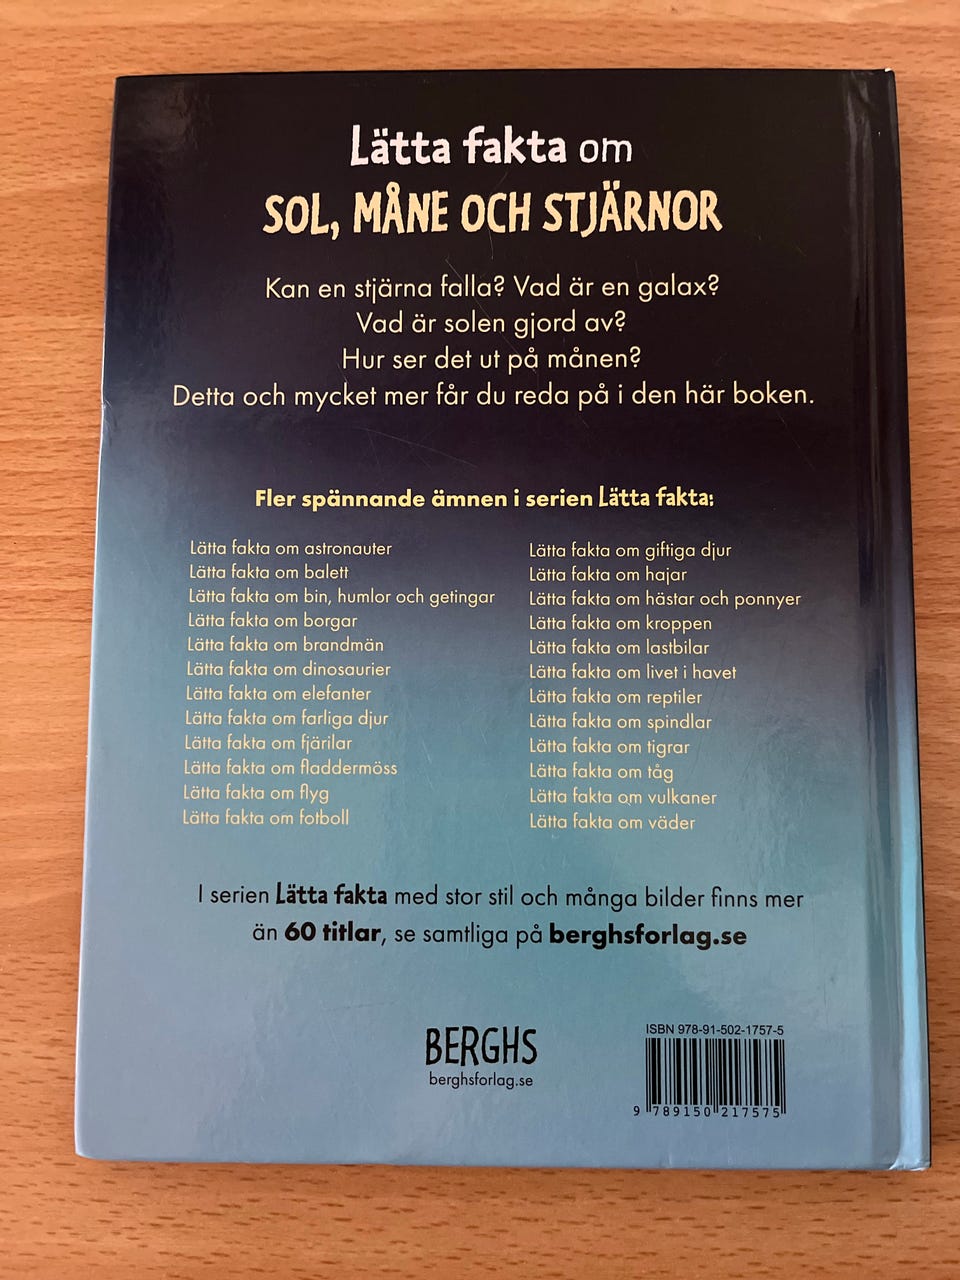 Lätta fakta om
SOL, MÅNE OCH STJÄRNOR
Kan en stjärna falla? Vad är en galax?
Vad är solen gjord av?
Hur ser det ut på månen?
Detta och mycket mer får du reda på i den här boken.
Fler spännande ämnen i serien Lätta fakta:
Lätta fakta om astronauter
Lätta fakta om balett
Lätta fakta om bin, humlor och getingar
Lätta fakta om borgar
Lätta fakta om brandmän
Lätta fakta om dinosaurier
Lätta fakta om elefanter
Lätta fakta om farliga djur
Lätta fakta om fjärilar
Lätta fakta om fladdermöss
Lätta fakta om flyg
Lätta fakta om fotboll
Lätta fakta om giftiga djur
Lätta fakta om hajar
Lätta fakta om hästar och ponnyer
Lätta fakta om kroppen
Lätta fakta om lastbilar
Lätta fakta om livet i havet
Lätta fakta om reptiler
Lätta fakta om spindlar
Lätta fakta om tigrar
Lätta fakta om tåg
Lätta fakta om vulkaner
Lätta fakta om väder
I serien Lätta fakta med stor stil och många bilder finns mer
än 60 titlar, se samtliga på berghsforlag.se
BERGHS
berghsforlag.se
ISBN 978-91-502-1757-5
9 789150 217575